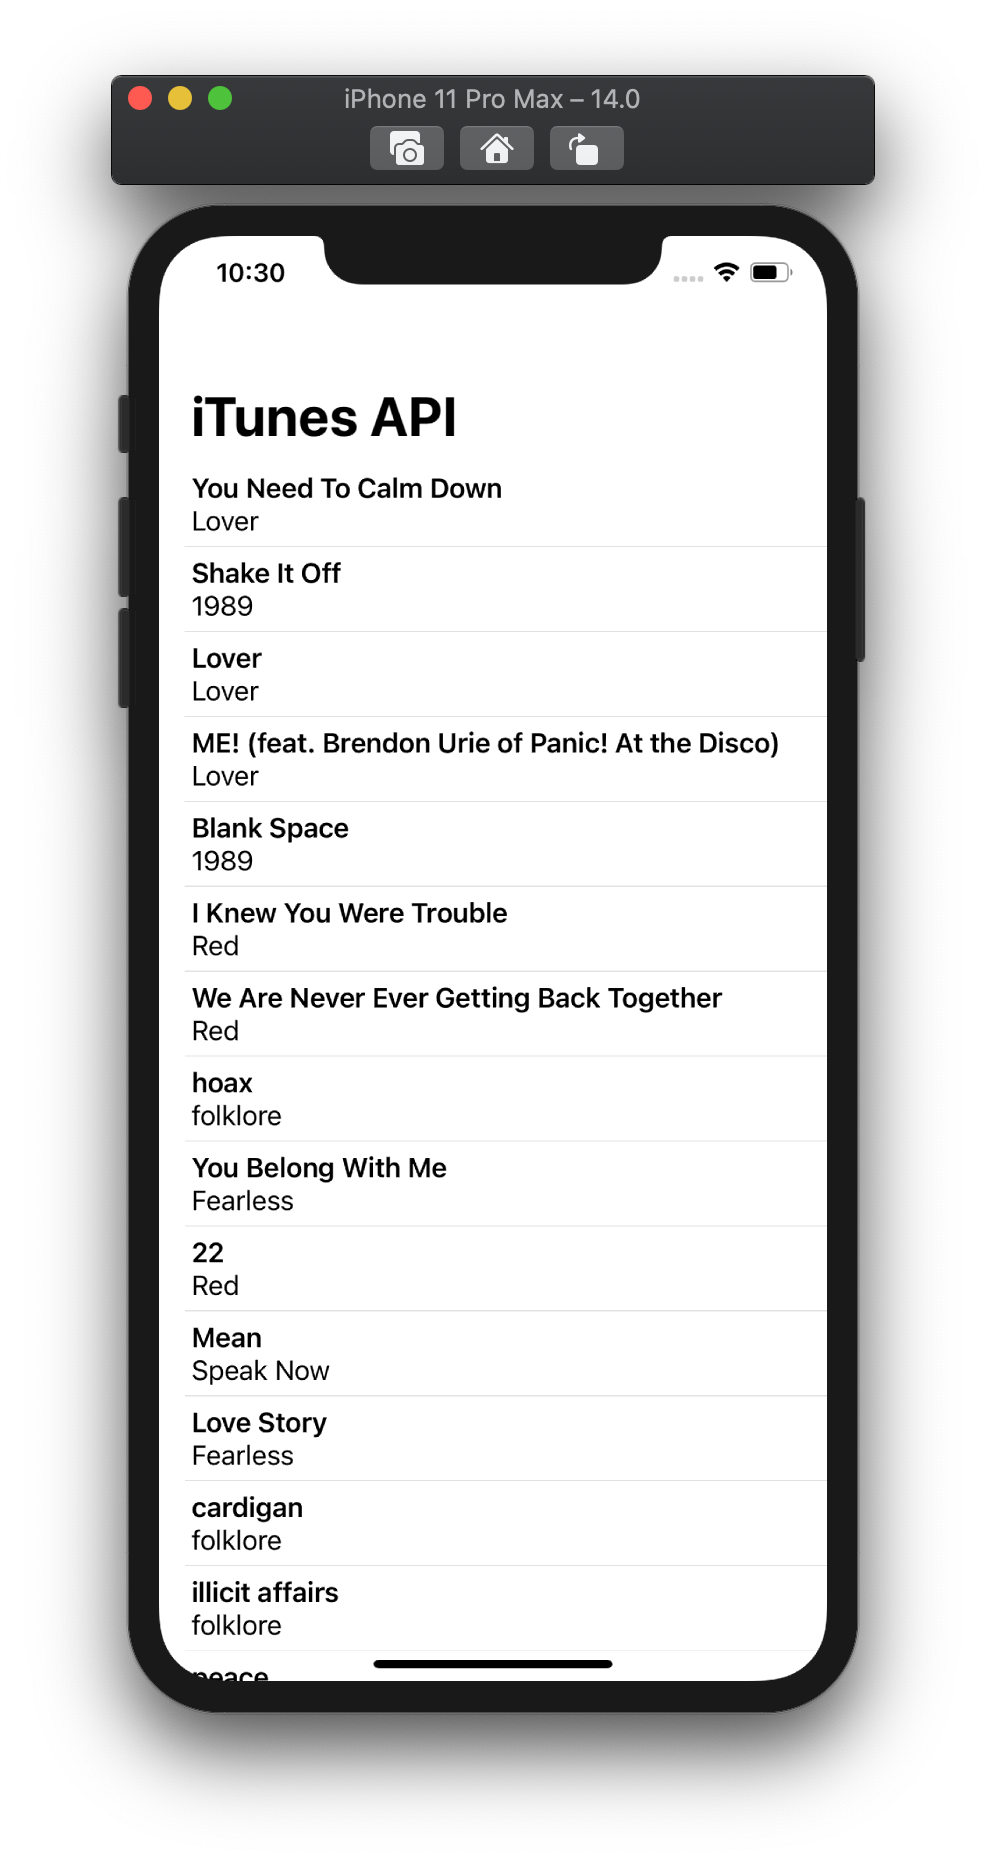 iPhone 11 Pro Max – 14.0
10:30
iTunes API
You Need To Calm Down
Lover
Shake It Off
1989
Lover
Lover
ME! (feat. Brendon Urie of Panic! At the Disco)
Lover
Blank Space
1989
I Knew You Were Trouble
Red
We Are Never Ever Getting Back Together
Red
hoax
folklore
You Belong With Me
Fearless
22
Red
Mean
Speak Now
Love Story
Fearless
cardigan
folklore
illicit affairs
folklore
peace